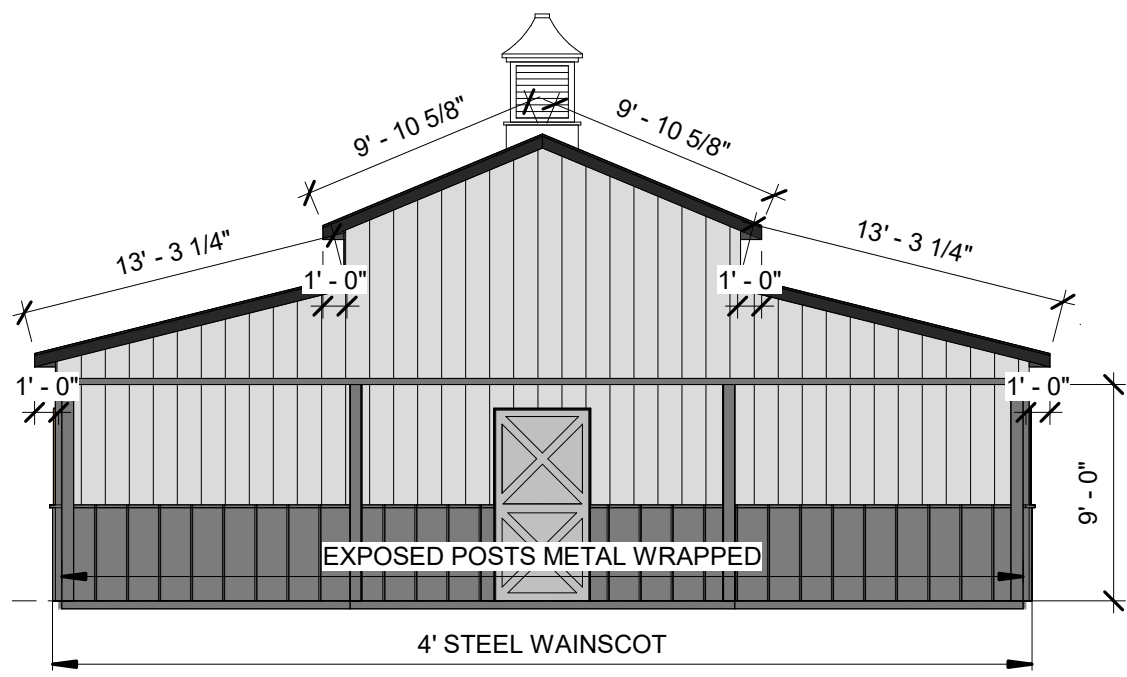 9' - 10 5/8"
9' - 10 5/8"
13' - 3 1/4"
13' - 3 1/4"
1' - 0"
1' - 0"
1' - 0"
1' - 0"
9' - 0"
EXPOSED POSTS METAL WRAPPED
4' STEEL WAINSCOT